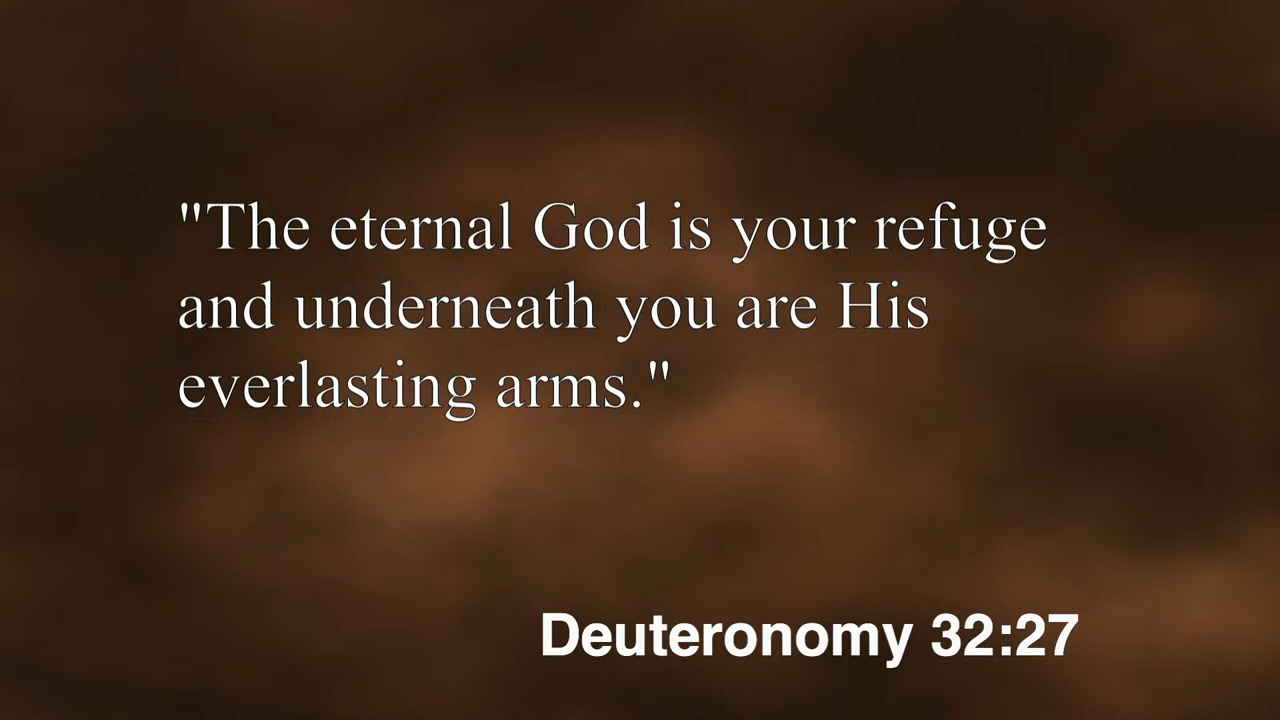 "The eternal God is your refuge
and underneath you are His
everlasting arms."
Deuteronomy 32:27